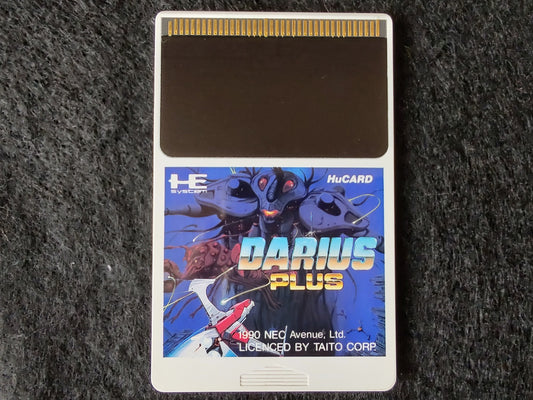 HE
system
HuCARD
DARIUS
PLUS
1990 NEC Avenue, Ltd.
LICENCED BY TAITO CORP.